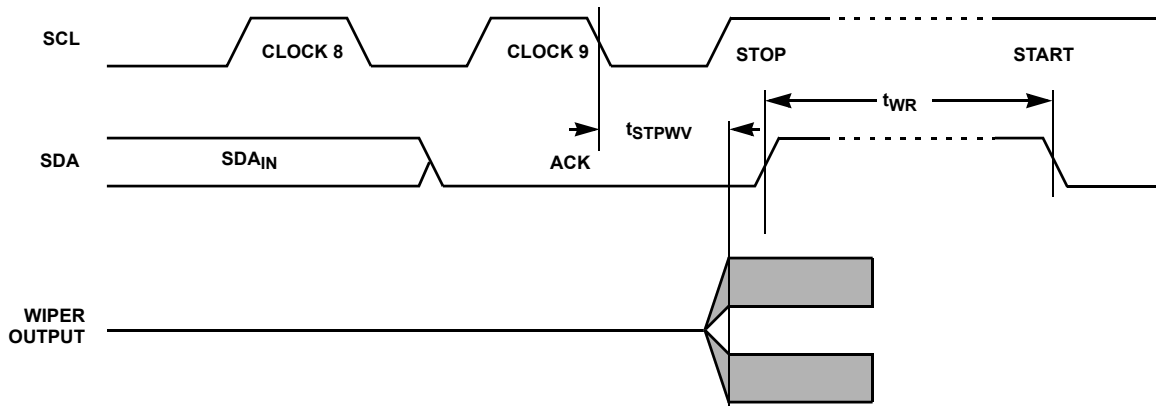 SCL
CLOCK 8
CLOCK 9
STOP
START
tWR
tSTPWV
SDA
SDAIN
ACK
WIPER
OUTPUT